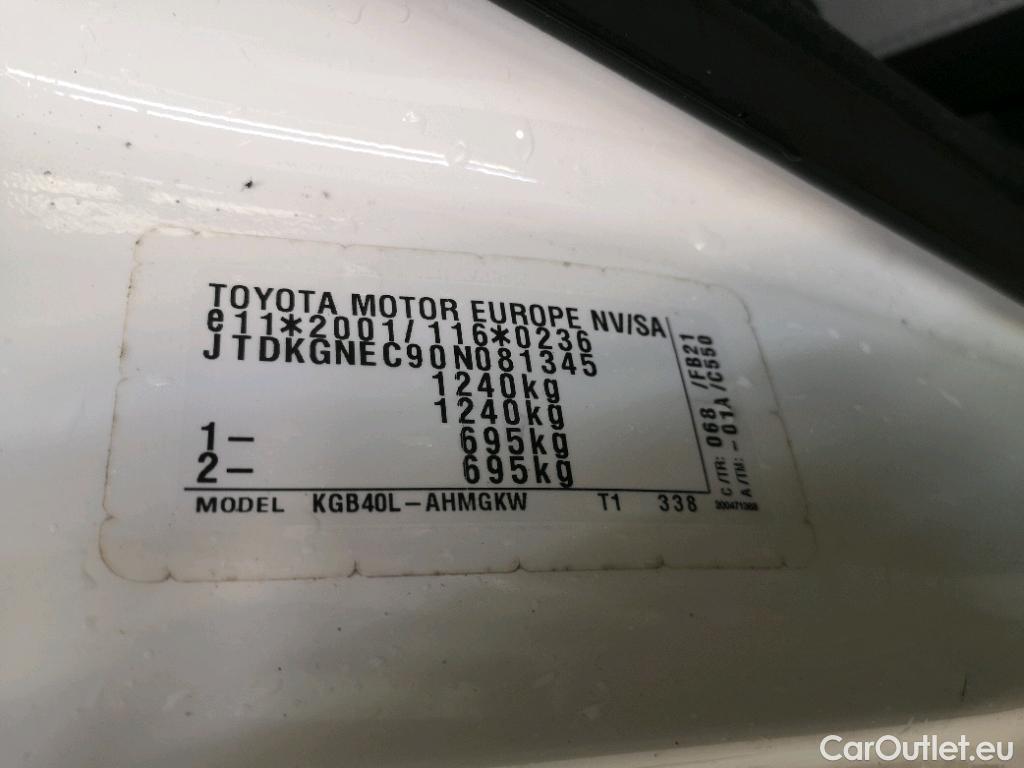 TOYOTA MOTOR EUROPE NV/SA
e11*2001/116*0236
JTDKGNEC90N081345
1240kg
1240kg
1- 695kg
2- 695kg
MODEL KGB40L-AHMGKW T1 338
C/TR: 068 /FB21
A/TM: -01A /C550
CarOutlet.eu